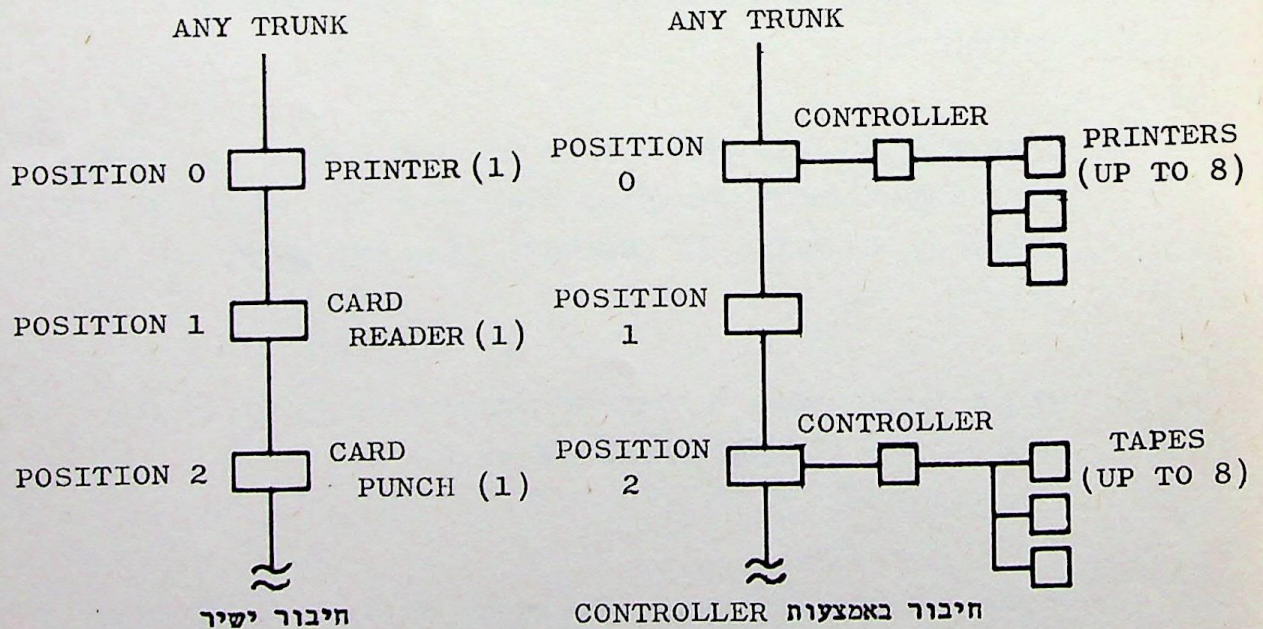 ANY TRUNK
POSITION 0
PRINTER (1)
POSITION 1
CARD
READER (1)
POSITION 2
CARD
PUNCH (1)
חיבור ישיר
ANY TRUNK
POSITION
0
CONTROLLER
PRINTERS
(UP TO 8)
POSITION
1
POSITION
2
CONTROLLER
TAPES
(UP TO 8)
חיבור באמצעות CONTROLLER